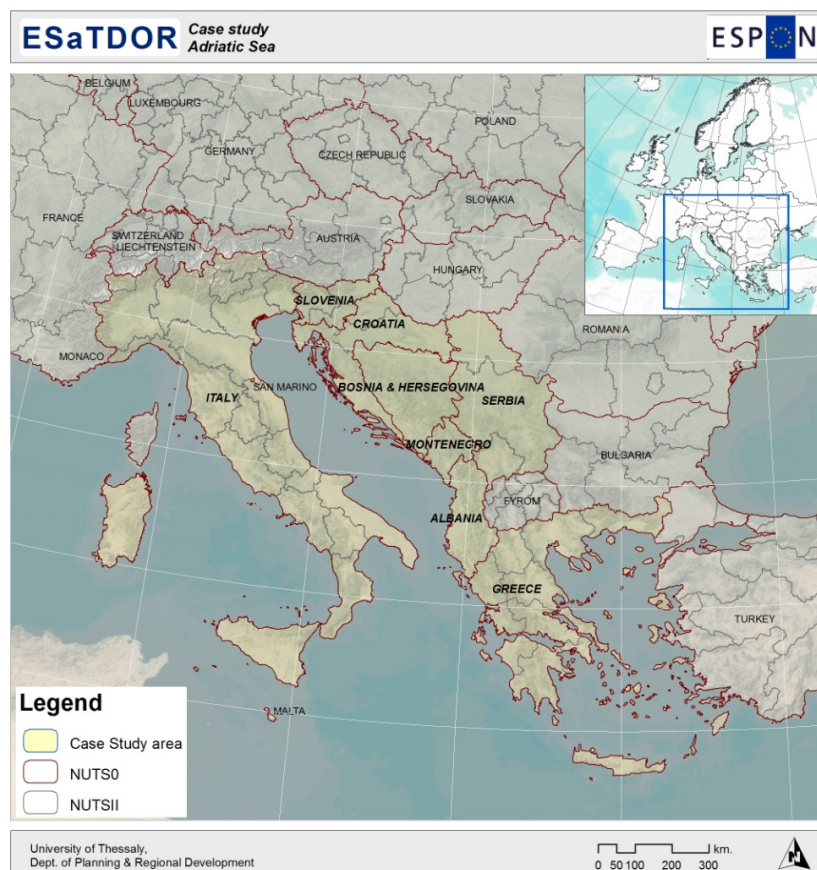 ESaTDOR
Case study
Adriatic Sea
ESPON
BELGIUM
LUXEMBOURG
POLAND
GERMANY
CZECH REPUBLIC
SLOVAKIA
FRANCE
SWITZERLAND
LIECHTENSTEIN
AUSTRIA
HUNGARY
SLOVENIA
CROATIA
ROMANIA
MONACO
SAN MARINO
BOSNIA & HERSEGOVINA
ITALY
SERBIA
MONTENEGRO
BULGARIA
FYROM
ALBANIA
GREECE
TURKEY
MALTA
Legend
Case Study area
NUTS0
NUTSII
University of Thessaly,
Dept. of Planning & Regional Development
km.
0 50 100 200 300
N